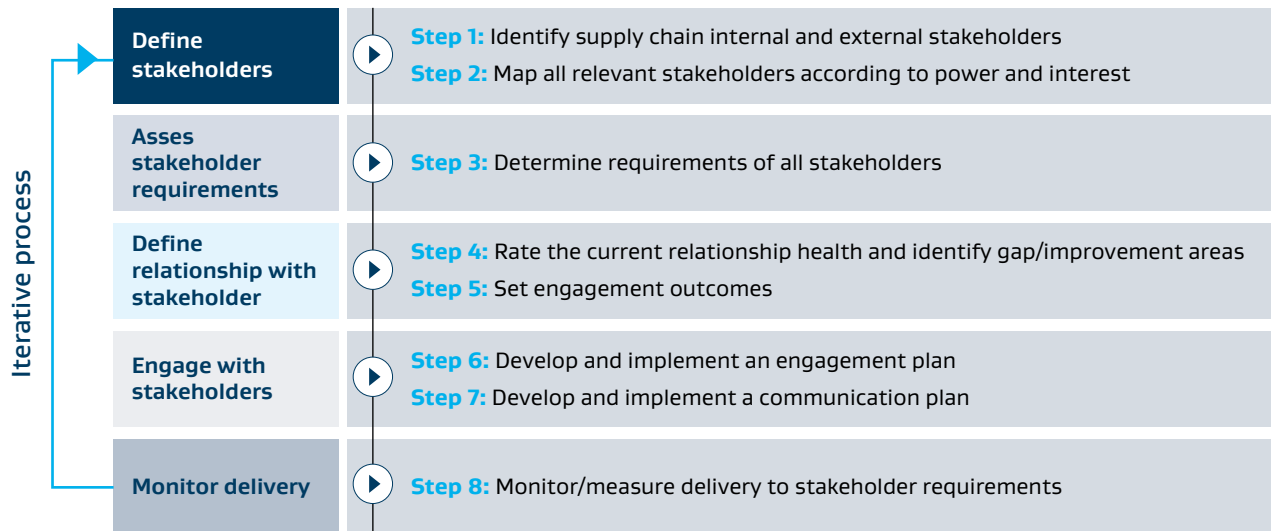 Iterative process
Define
stakeholders
Step 1: Identify supply chain internal and external stakeholders
Step 2: Map all relevant stakeholders according to power and interest
Asses
stakeholder
requirements
Step 3: Determine requirements of all stakeholders
Define
relationship with
stakeholder
Step 4: Rate the current relationship health and identify gap/improvement areas
Step 5: Set engagement outcomes
Engage with
stakeholders
Step 6: Develop and implement an engagement plan
Step 7: Develop and implement a communication plan
Monitor delivery
Step 8: Monitor/measure delivery to stakeholder requirements